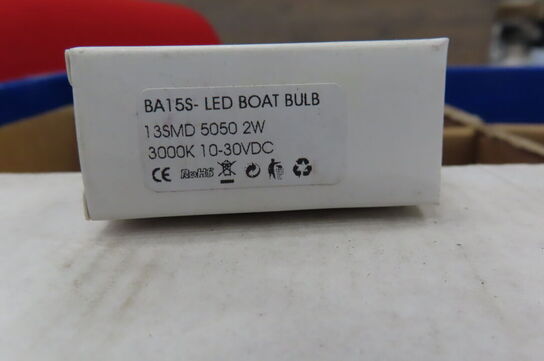 BA15S- LED BOAT BULB
13SMD 5050 2W
3000K 10-30VDC
CE RoHS